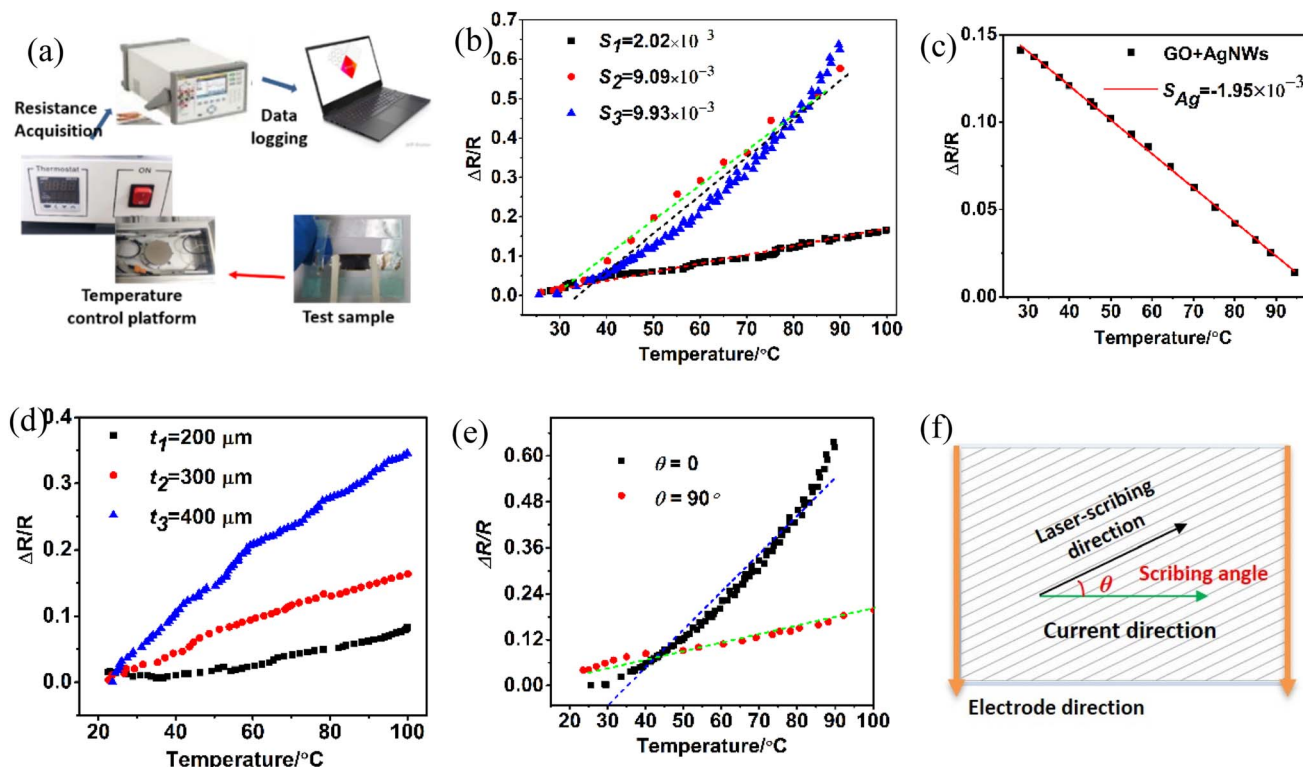 (a)
Resistance
Acquisition
Data
logging
Thermostat
ON
Temperature
control platform
Test sample
(b)
S₁=2.02×10 ³
S₂=9.09×10⁻³
S₃=9.93×10⁻³
ΔR/R
0.7
0.6
0.5
0.4
0.3
0.2
0.1
0.0
30 40 50 60 70 80 90 100
Temperature/°C
(c)
GO+AgNWs
S_Ag=-1.95×10⁻³
ΔR/R
0.15
0.10
0.05
0.00
30 40 50 60 70 80 90
Temperature/°C
(d)
t₁=200 μm
t₂=300 μm
t₃=400 μm
ΔR/R
0.4
0.3
0.2
0.1
0.0
20 40 60 80 100
Temperature/°C
(e)
θ = 0
θ = 90°
ΔR/R
0.60
0.48
0.36
0.24
0.12
0.00
20 30 40 50 60 70 80 90 100
Temperature/°C
(f)
Laser-scribing
direction
θ
Scribing angle
Current direction
Electrode direction